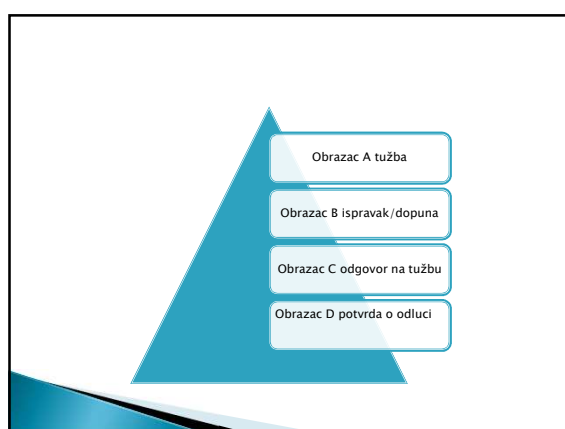 Obrazac A tužba
Obrazac B ispravak/dopuna
Obrazac C odgovor na tužbu
Obrazac D potvrda o odluci